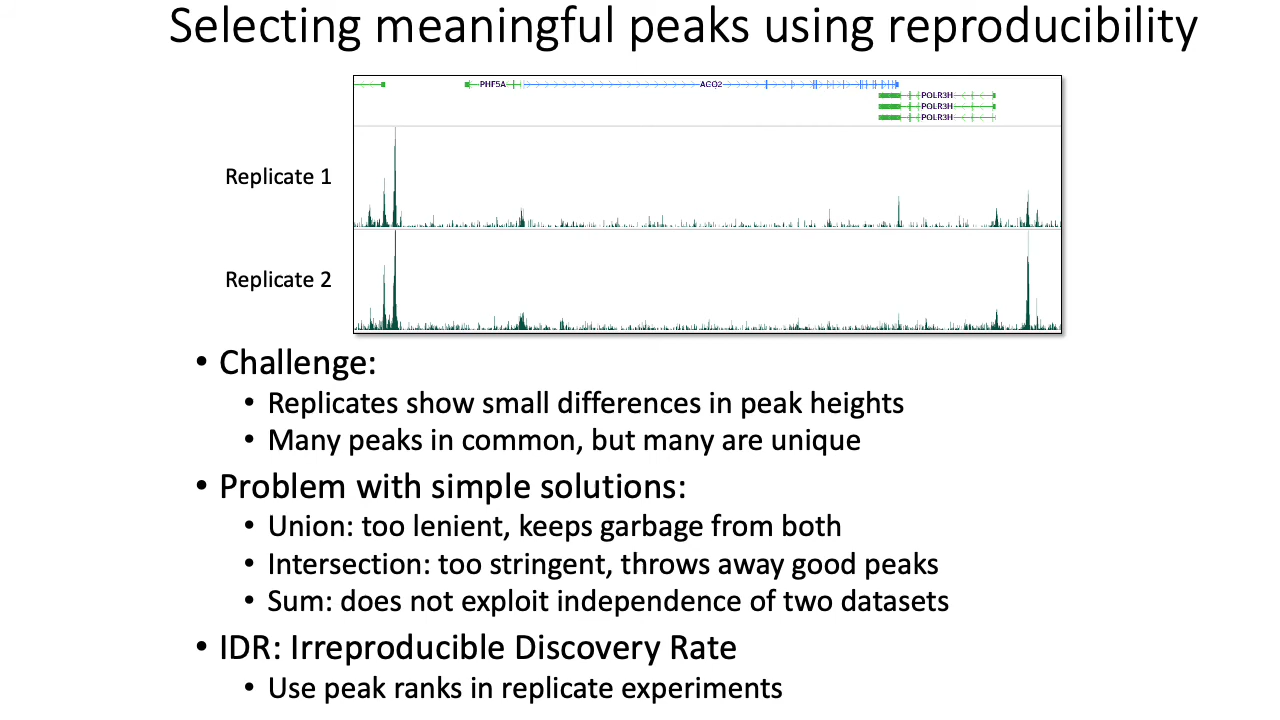 Selecting meaningful peaks using reproducibility
PHF5A
ACO2
POLR3H
POLR3H
POLR3H
Replicate 1
Replicate 2
• Challenge:
• Replicates show small differences in peak heights
• Many peaks in common, but many are unique
• Problem with simple solutions:
• Union: too lenient, keeps garbage from both
• Intersection: too stringent, throws away good peaks
• Sum: does not exploit independence of two datasets
• IDR: Irreproducible Discovery Rate
• Use peak ranks in replicate experiments